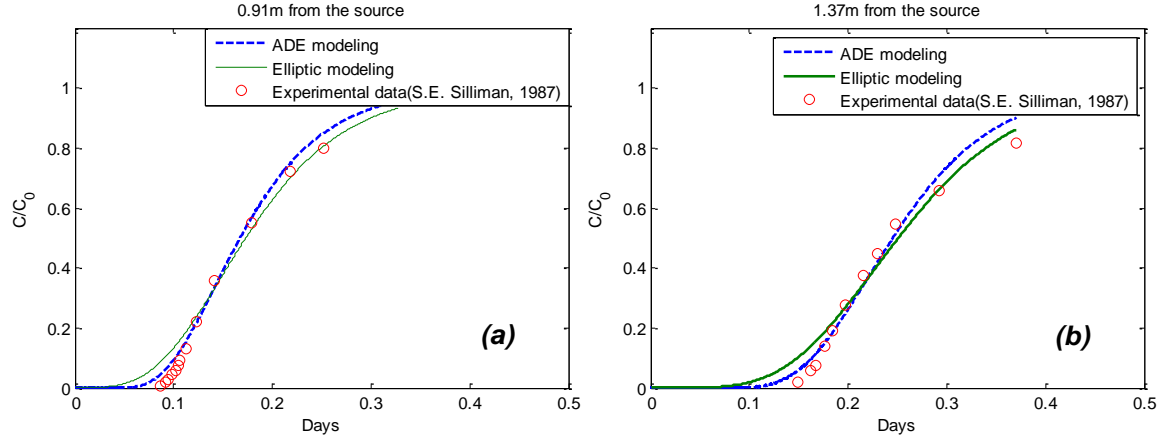 0.91m from the source
ADE modeling
Elliptic modeling
Experimental data(S.E. Silliman, 1987)
1
0.8
0.6
0.4
0.2
0
C/C0
(a)
0 0.1 0.2 0.3 0.4 0.5
Days
1.37m from the source
ADE modeling
Elliptic modeling
Experimental data(S.E. Silliman, 1987)
1
0.8
0.6
0.4
0.2
0
C/C0
(b)
0 0.1 0.2 0.3 0.4 0.5
Days